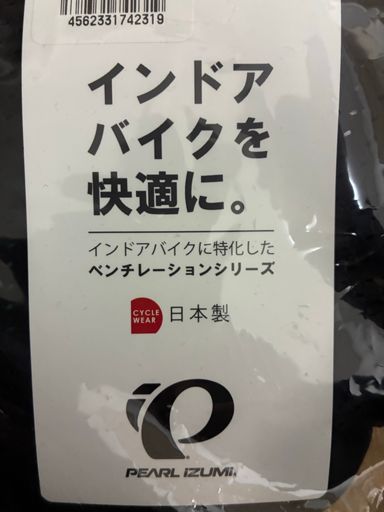 4562331742319
インドア
バイクを
快適に。
インドアバイクに特化した
ベンチレーションシリーズ
CYCLE
WEAR
日本製
PEARL iZUMi